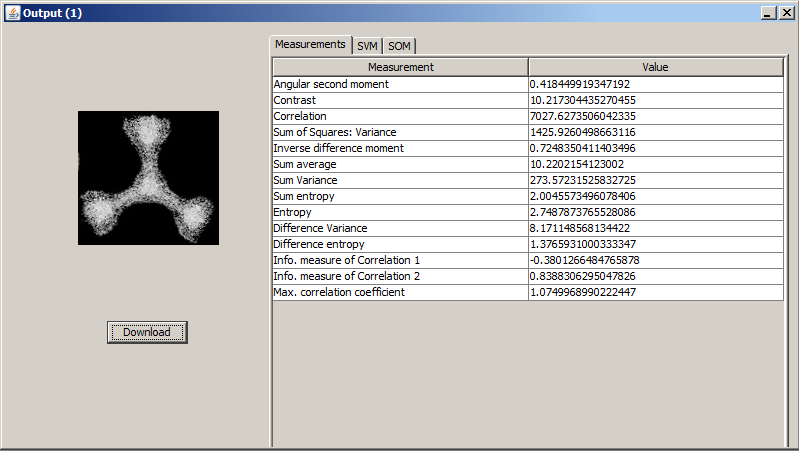 Output (1)
Measurements SVM SOM
Measurement Value
Angular second moment 0.418449919347192
Contrast 10.217304435270455
Correlation 7027.6273506042335
Sum of Squares: Variance 1425.9260498663116
Inverse difference moment 0.7248350411403496
Sum average 10.2202154123002
Sum Variance 273.57231525832725
Sum entropy 2.0045573496078406
Entropy 2.7487873765528086
Difference Variance 8.171148568134422
Difference entropy 1.3765931000333347
Info. measure of Correlation 1 -0.3801266484765878
Info. measure of Correlation 2 0.8388306295047826
Max. correlation coefficient 1.0749968990222447
Download